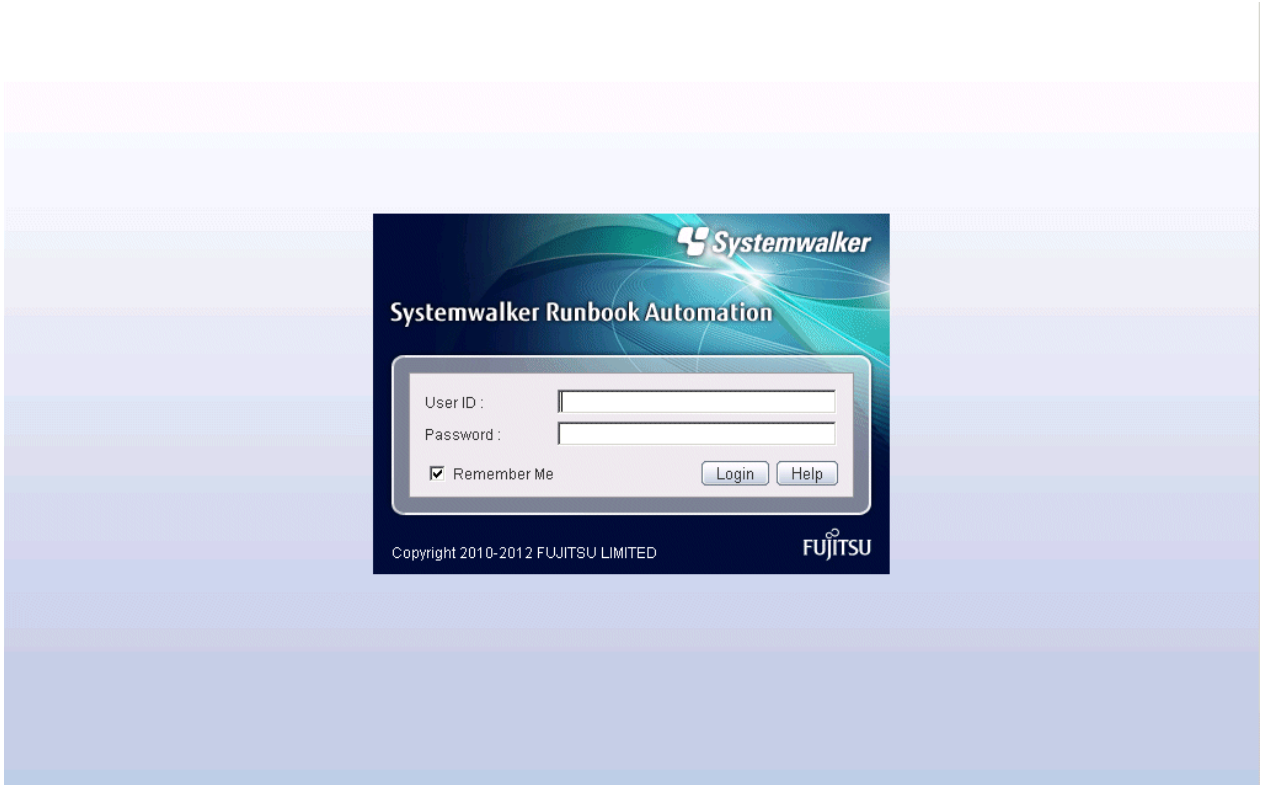 Systemwalker
Systemwalker Runbook Automation
User ID :
Password :
Remember Me Login Help
Copyright 2010-2012 FUJITSU LIMITED FUJITSU